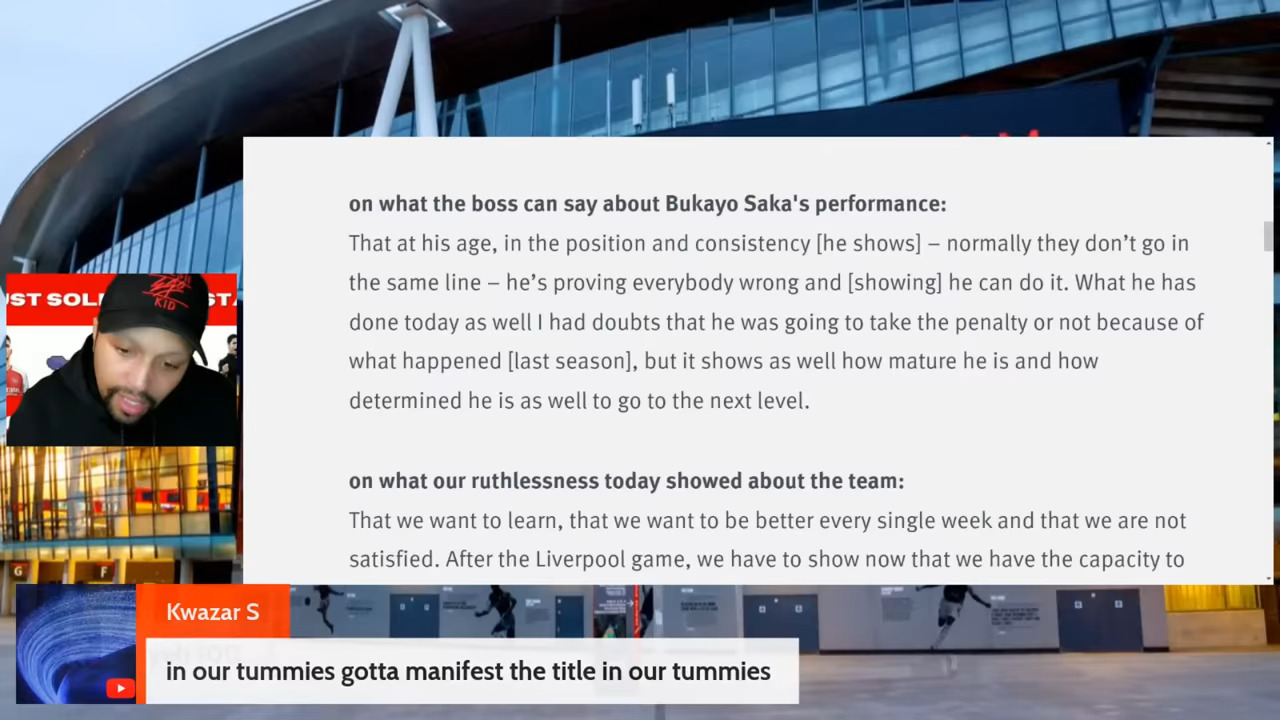 on what the boss can say about Bukayo Saka's performance:
That at his age, in the position and consistency [he shows] – normally they don't go in
the same line – he's proving everybody wrong and [showing] he can do it. What he has
done today as well I had doubts that he was going to take the penalty or not because of
what happened [last season], but it shows as well how mature he is and how
determined he is as well to go to the next level.
on what our ruthlessness today showed about the team:
That we want to learn, that we want to be better every single week and that we are not
satisfied. After the Liverpool game, we have to show now that we have the capacity to
KID
G F
Kwazar S
in our tummies gotta manifest the title in our tummies